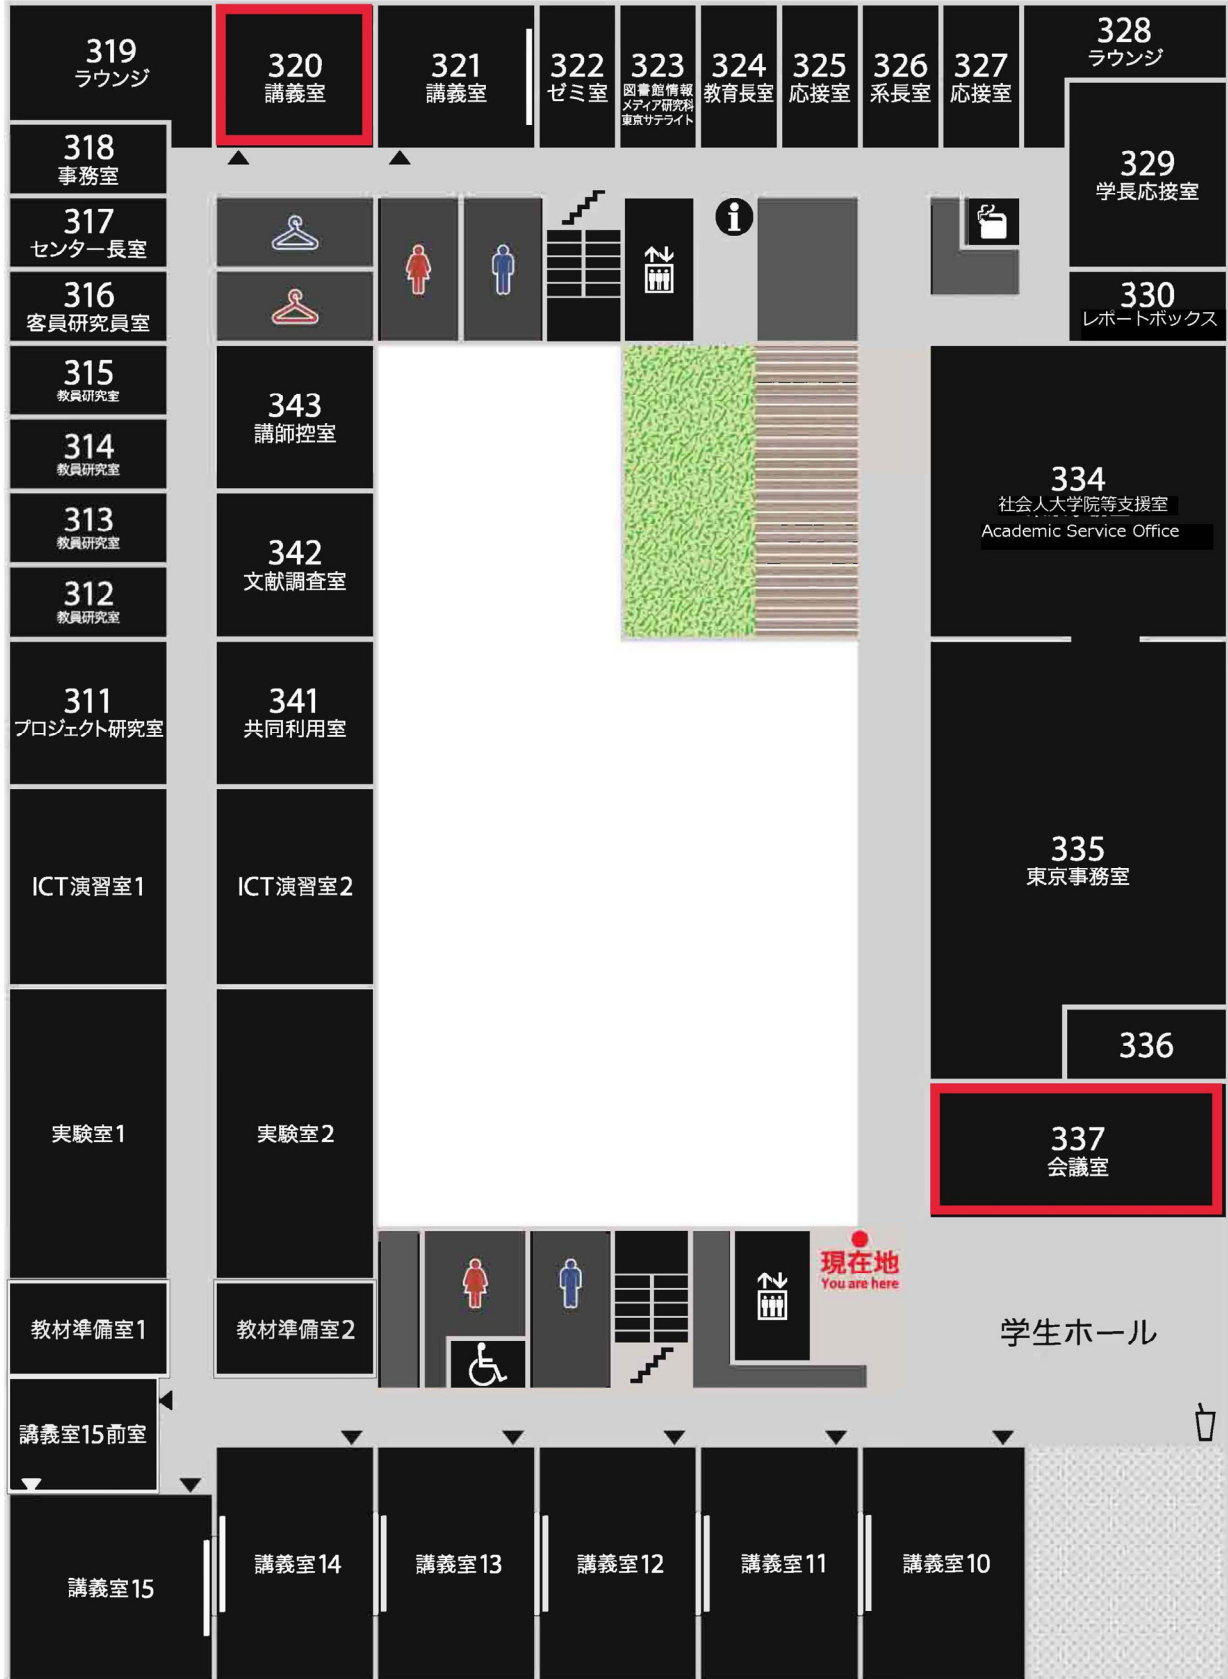 319
ラウンジ
320
講義室
321
講義室
322
ゼミ室
323
図書館情報
メディア研究科
東京サテライト
324
教育長室
325
応接室
326
系長室
327
応接室
328
ラウンジ
318
事務室
329
学長応接室
317
センター長室
316
客員研究員室
330
レポートボックス
315
教員研究室
343
講師控室
314
教員研究室
334
社会人大学院等支援室
Academic Service Office
313
教員研究室
342
文献調査室
312
教員研究室
311
プロジェクト研究室
341
共同利用室
335
東京事務室
ICT演習室1
ICT演習室2
336
実験室1
実験室2
337
会議室
現在地
You are here
教材準備室1
教材準備室2
学生ホール
講義室15前室
講義室15
講義室14
講義室13
講義室12
講義室11
講義室10